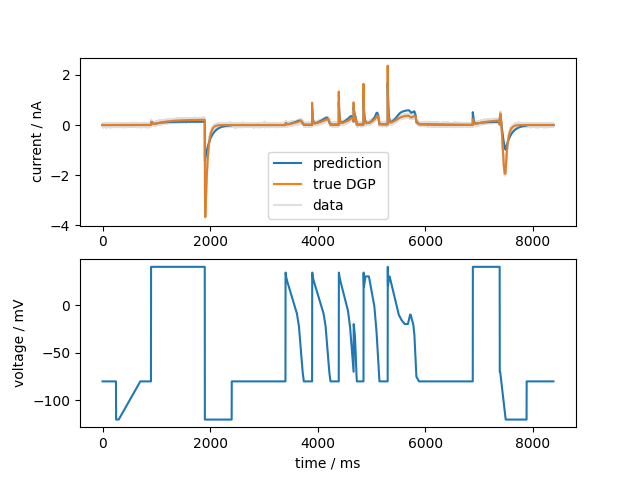 2
0
−2
−4
current / nA
prediction
true DGP
data
0
2000
4000
6000
8000
0
−50
−100
voltage / mV
0
2000
4000
6000
8000
time / ms